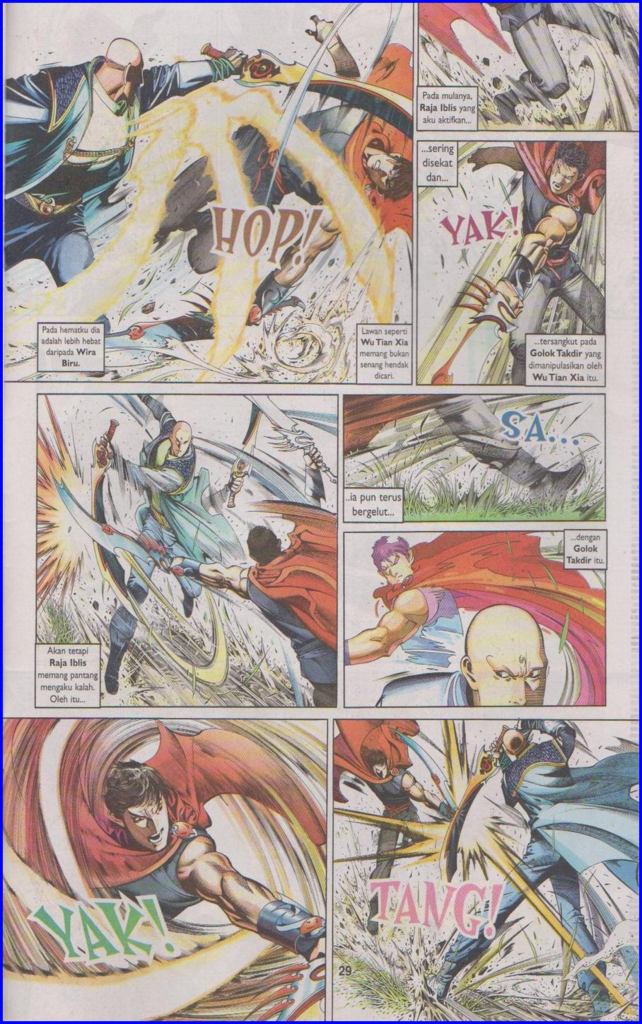 HOP!
Pada hematku dia
adalah lebih hebat
daripada Wira
Biru.
Lawan seperti
Wu Tian Xia
memang bukan
senang hendak
dicari.
Pada mulanya,
Raja Iblis yang
aku aktifkan...
...sering
disekat
dan...
YAK!
...tersangkut pada
Golok Takdir yang
dimanipulasikan oleh
Wu Tian Xia itu.
Akan tetapi
Raja Iblis
memang pantang
mengaku kalah.
Oleh itu...
SA...
..ia pun terus
bergelut...
...dengan
Golok
Takdir itu.
YAK!
TANG!
29